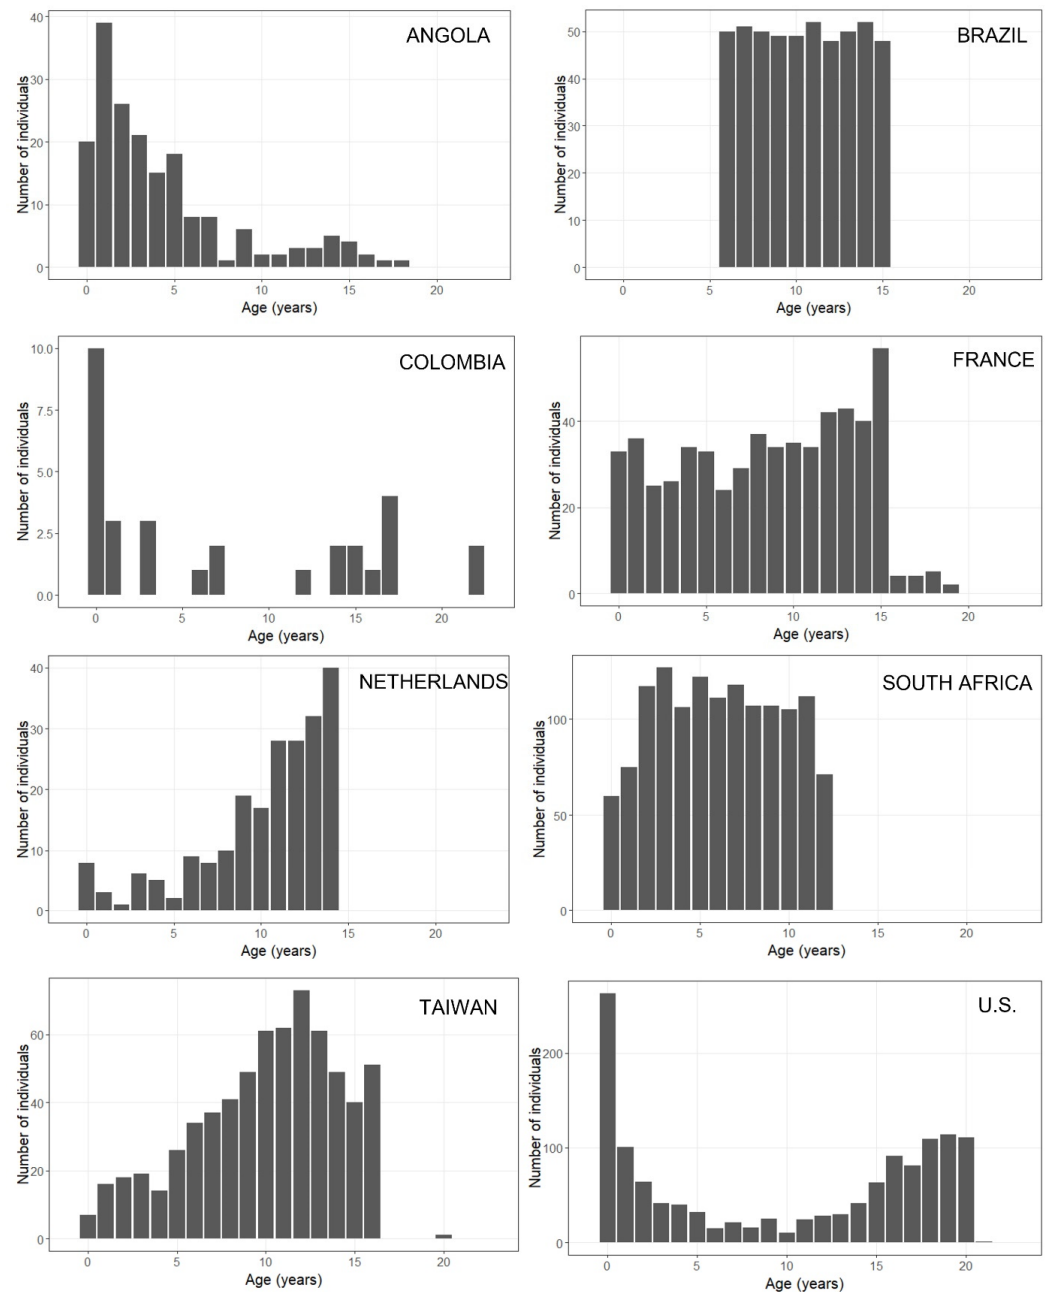 ANGOLA
Number of individuals
40
30
20
10
0
0 5 10 15 20
Age (years)
BRAZIL
Number of individuals
50
40
30
20
10
0
0 5 10 15 20
Age (years)
COLOMBIA
Number of individuals
10.0
7.5
5.0
2.5
0.0
0 5 10 15 20
Age (years)
FRANCE
Number of individuals
40
20
0
0 5 10 15 20
Age (years)
NETHERLANDS
Number of individuals
40
30
20
10
0
0 5 10 15 20
Age (years)
SOUTH AFRICA
Number of individuals
100
50
0
0 5 10 15 20
Age (years)
TAIWAN
Number of individuals
60
40
20
0
0 5 10 15 20
Age (years)
U.S.
Number of individuals
200
100
0
0 5 10 15 20
Age (years)